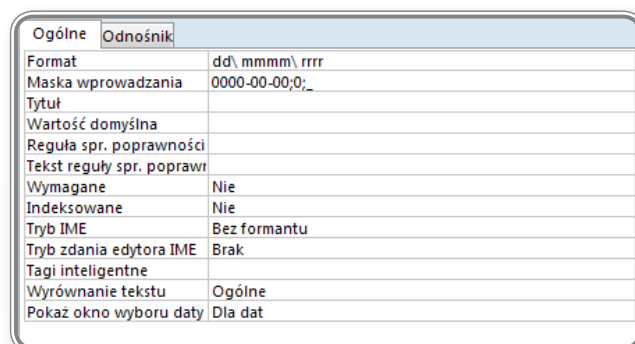 Ogólne Odnośnik
Format dd\ mmmm\ rrrr
Maska wprowadzania 0000-00-00;0;_
Tytuł
Wartość domyślna
Reguła spr. poprawności
Tekst reguły spr. poprawn
Wymagane Nie
Indeksowane Nie
Tryb IME Bez formantu
Tryb zdania edytora IME Brak
Tagi inteligentne
Wyrównanie tekstu Ogólne
Pokaż okno wyboru daty Dla dat